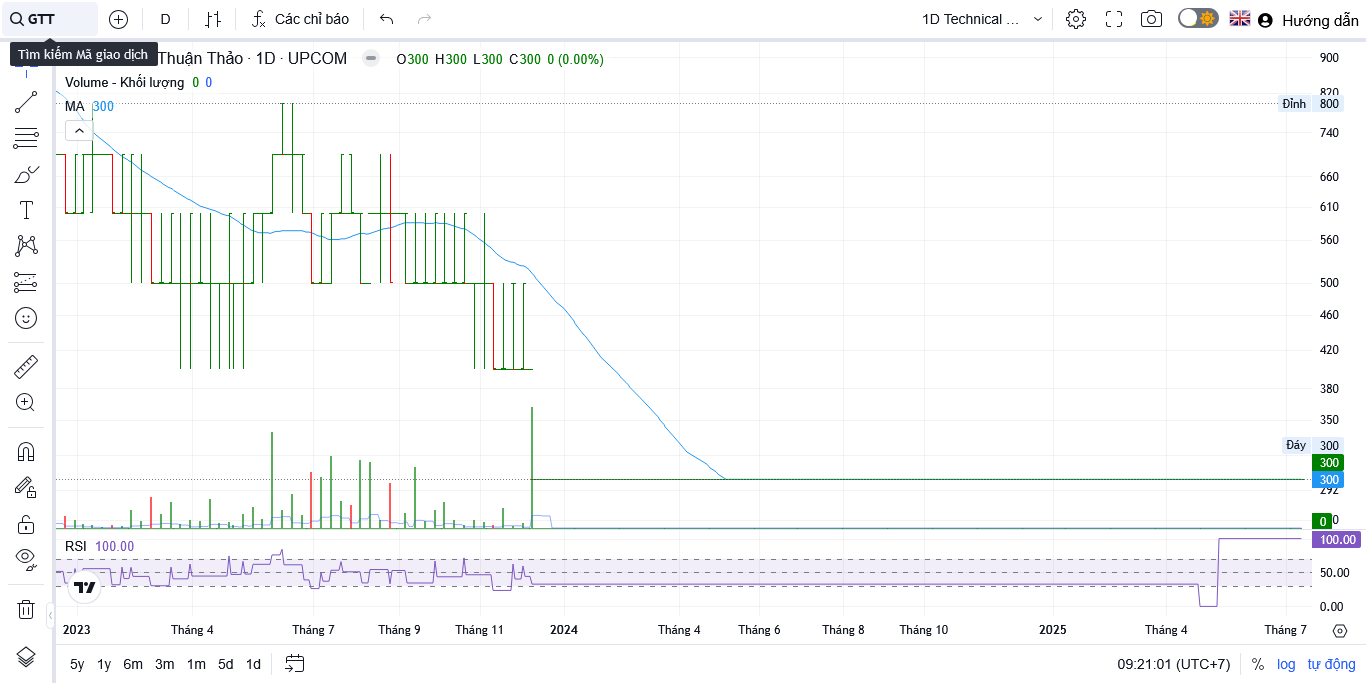 GTT D Các chỉ báo 1D Technical ... Hướng dẫn
Tìm kiếm Mã giao dịch
Thuận Thảo · 1D · UPCOM O300 H300 L300 C300 0 (0.00%)
Volume - Khối lượng 0 0
MA 300
900
820
Đỉnh 800
740
660
610
560
500
460
420
380
350
Đáy 300
300
300
292
0
RSI 100.00
100.00
50.00
0.00
2023 Tháng 4 Tháng 7 Tháng 9 Tháng 11 2024 Tháng 4 Tháng 6 Tháng 8 Tháng 10 2025 Tháng 4 Tháng 7
5y 1y 6m 3m 1m 5d 1d 09:21:01 (UTC+7) % log tự động